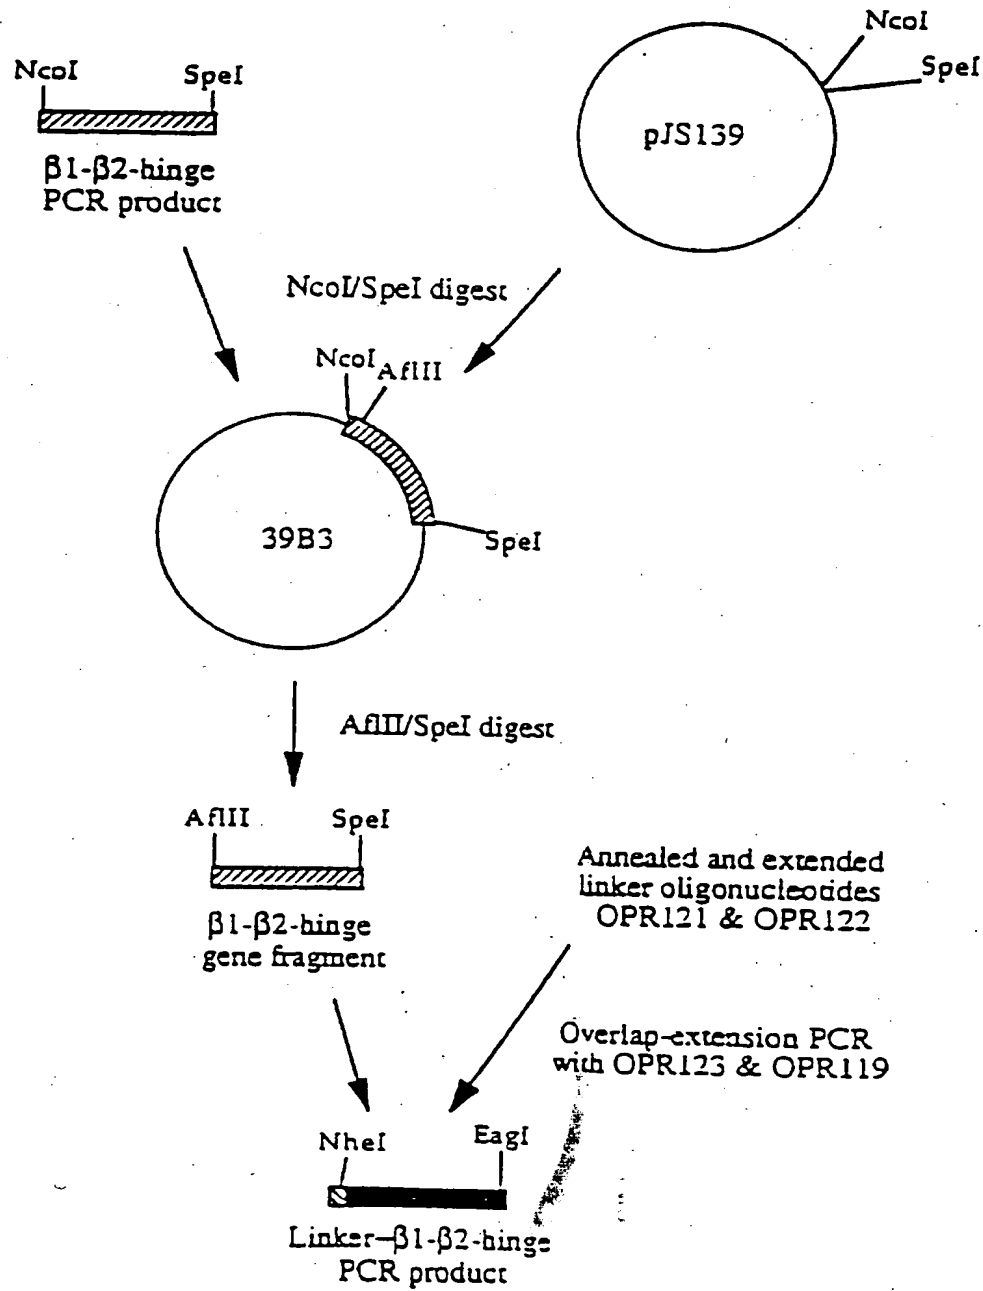 NcoI
SpeI
β1-β2-hinge
PCR product
NcoI
SpeI
pJS139
NcoI/SpeI digest
NcoI
AflII
39B3
SpeI
AflII/SpeI digest
AflII
SpeI
β1-β2-hinge
gene fragment
Annealed and extended
linker oligonucleotides
OPR121 & OPR122
Overlap-extension PCR
with OPR123 & OPR119
NheI
EagI
Linker-β1-β2-hinge
PCR product